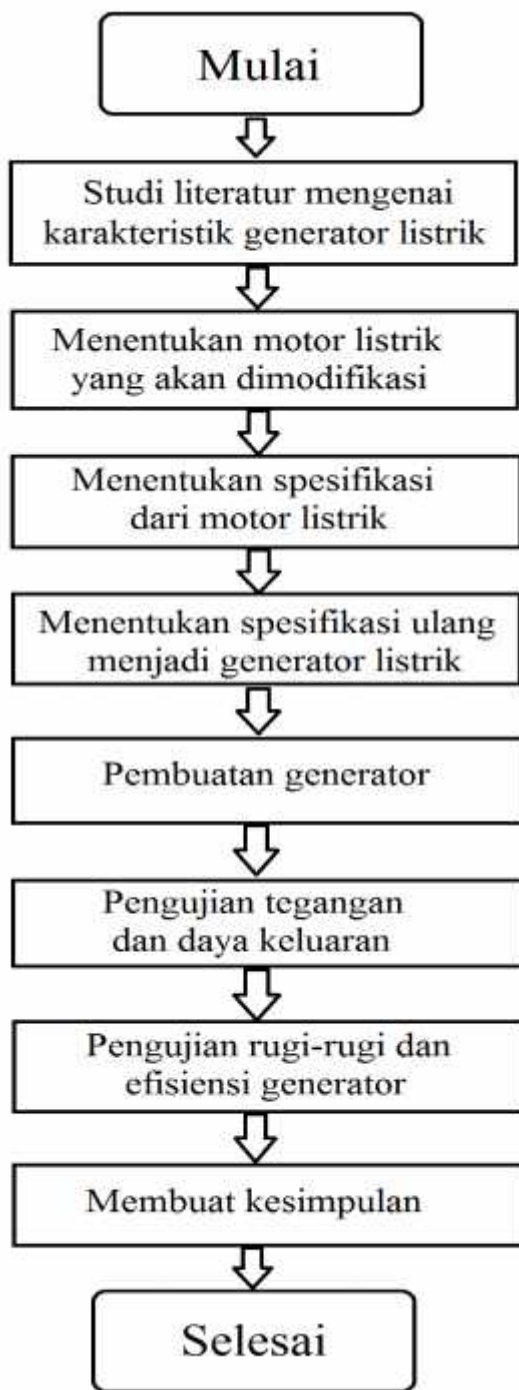 Mulai
Studi literatur mengenai
karakteristik generator listrik
Menentukan motor listrik
yang akan dimodifikasi
Menentukan spesifikasi
dari motor listrik
Menentukan spesifikasi ulang
menjadi generator listrik
Pembuatan generator
Pengujian tegangan
dan daya keluaran
Pengujian rugi-rugi dan
efisiensi generator
Membuat kesimpulan
Selesai